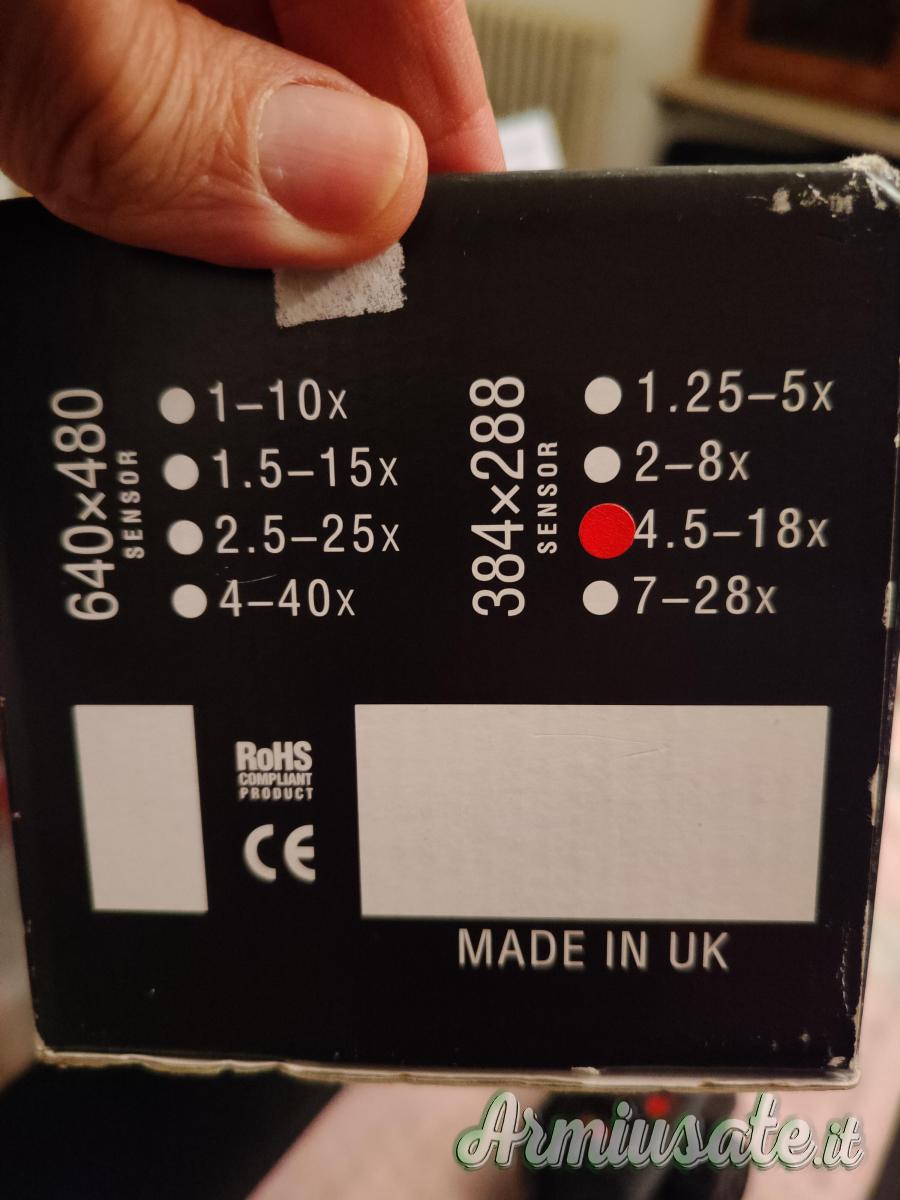 640×480
SENSOR
1–10x
1.5–15x
2.5–25x
4–40x
384×288
SENSOR
1.25–5x
2–8x
4.5–18x
7–28x
RoHS
COMPLIANT
PRODUCT
CE
MADE IN UK
Armiusate.it